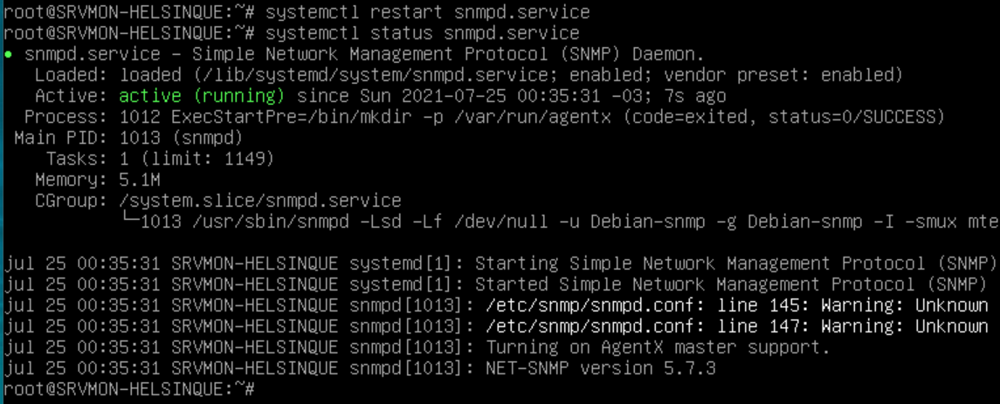 root@SRVMON-HELSINQUE:~# systemctl restart snmpd.service
root@SRVMON-HELSINQUE:~# systemctl status snmpd.service
● snmpd.service – Simple Network Management Protocol (SNMP) Daemon.
Loaded: loaded (/lib/systemd/system/snmpd.service; enabled; vendor preset: enabled)
Active: active (running) since Sun 2021-07-25 00:35:31 -03; 7s ago
Process: 1012 ExecStartPre=/bin/mkdir -p /var/run/agentx (code=exited, status=0/SUCCESS)
Main PID: 1013 (snmpd)
Tasks: 1 (limit: 1149)
Memory: 5.1M
CGroup: /system.slice/snmpd.service
└─1013 /usr/sbin/snmpd -Lsd -Lf /dev/null -u Debian-snmp -g Debian-snmp -I -smux mte
jul 25 00:35:31 SRVMON-HELSINQUE systemd[1]: Starting Simple Network Management Protocol (SNMP)
jul 25 00:35:31 SRVMON-HELSINQUE systemd[1]: Started Simple Network Management Protocol (SNMP)
jul 25 00:35:31 SRVMON-HELSINQUE snmpd[1013]: /etc/snmp/snmpd.conf: line 145: Warning: Unknown
jul 25 00:35:31 SRVMON-HELSINQUE snmpd[1013]: /etc/snmp/snmpd.conf: line 147: Warning: Unknown
jul 25 00:35:31 SRVMON-HELSINQUE snmpd[1013]: Turning on AgentX master support.
jul 25 00:35:31 SRVMON-HELSINQUE snmpd[1013]: NET-SNMP version 5.7.3
root@SRVMON-HELSINQUE:~#